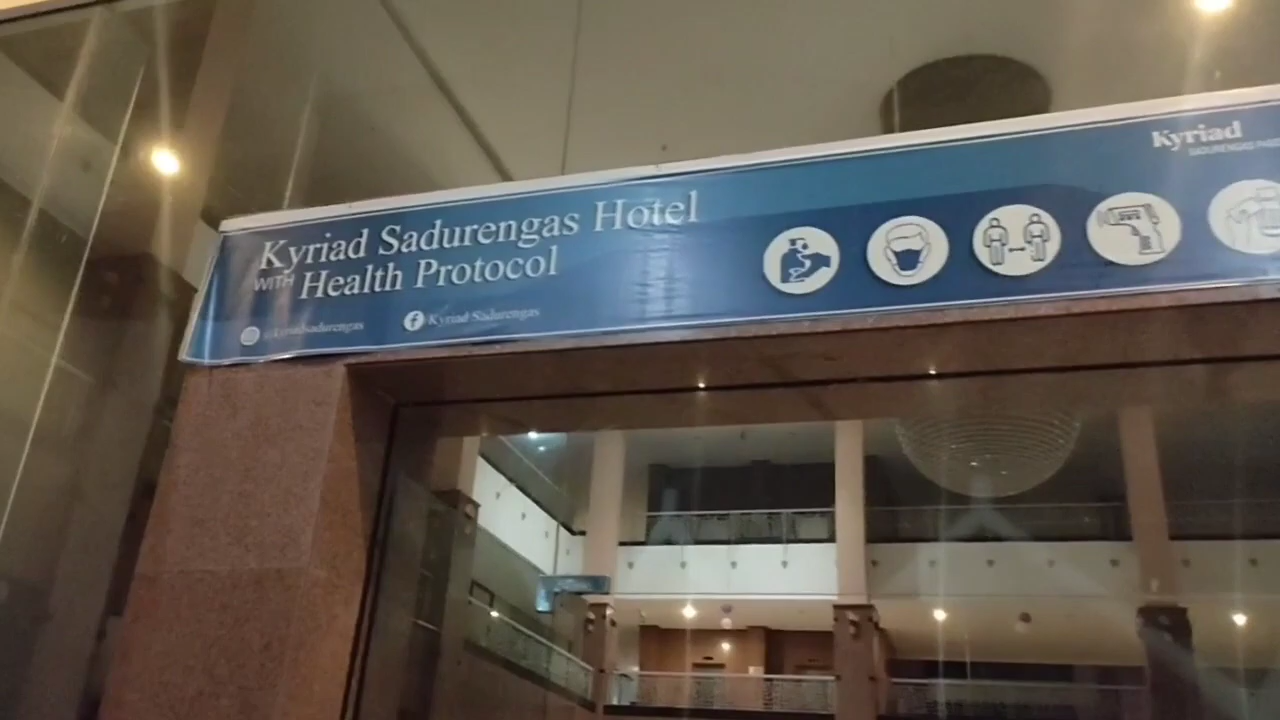 Kyriad Sadurengas Hotel
WITH Health Protocol
@kyriadsadurengas
Kyriad Sadurengas
Kyriad
SADURENGAS